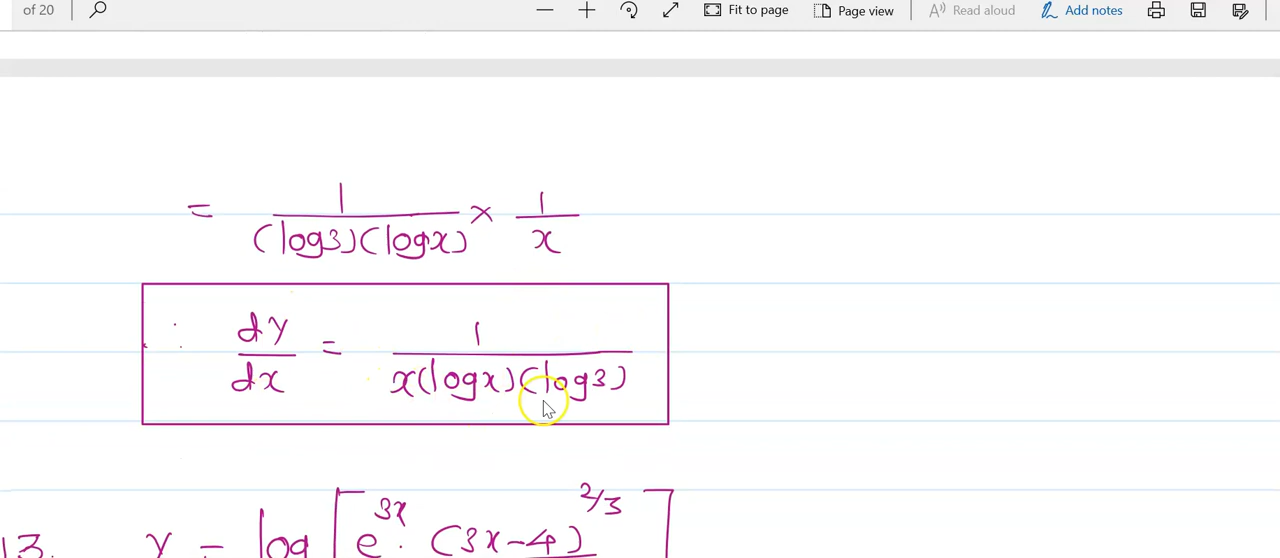 of 20 Fit to page Page view Read aloud Add notes
= 1/((log3)(logx)) × 1/x
∴ dy/dx = 1/(x(logx)(log3))
13. y = log[e^3x · (3x-4)^2/3]